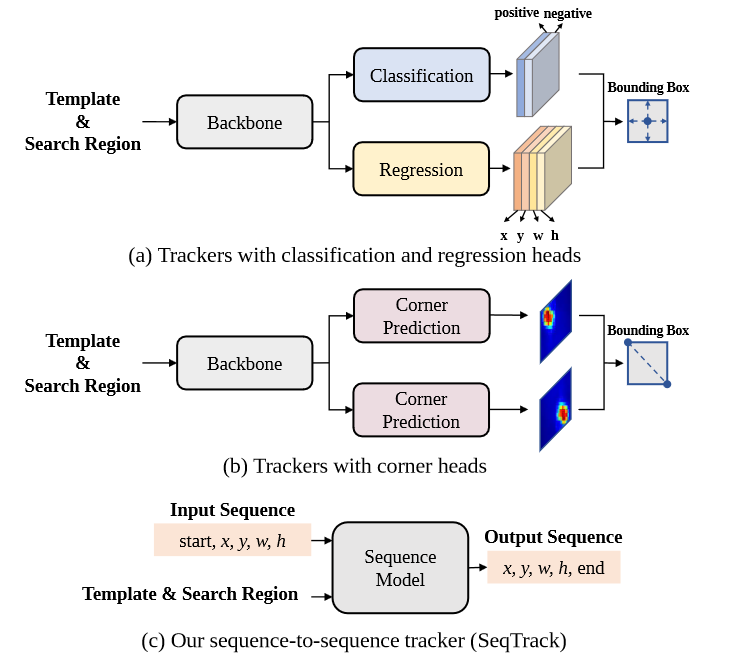 positive negative
Classification
Bounding Box
Template
&
Search Region
Backbone
Regression
x y w h
(a) Trackers with classification and regression heads
Corner
Prediction
Bounding Box
Template
&
Search Region
Backbone
Corner
Prediction
(b) Trackers with corner heads
Input Sequence
start, x, y, w, h
Template & Search Region
Sequence
Model
Output Sequence
x, y, w, h, end
(c) Our sequence-to-sequence tracker (SeqTrack)